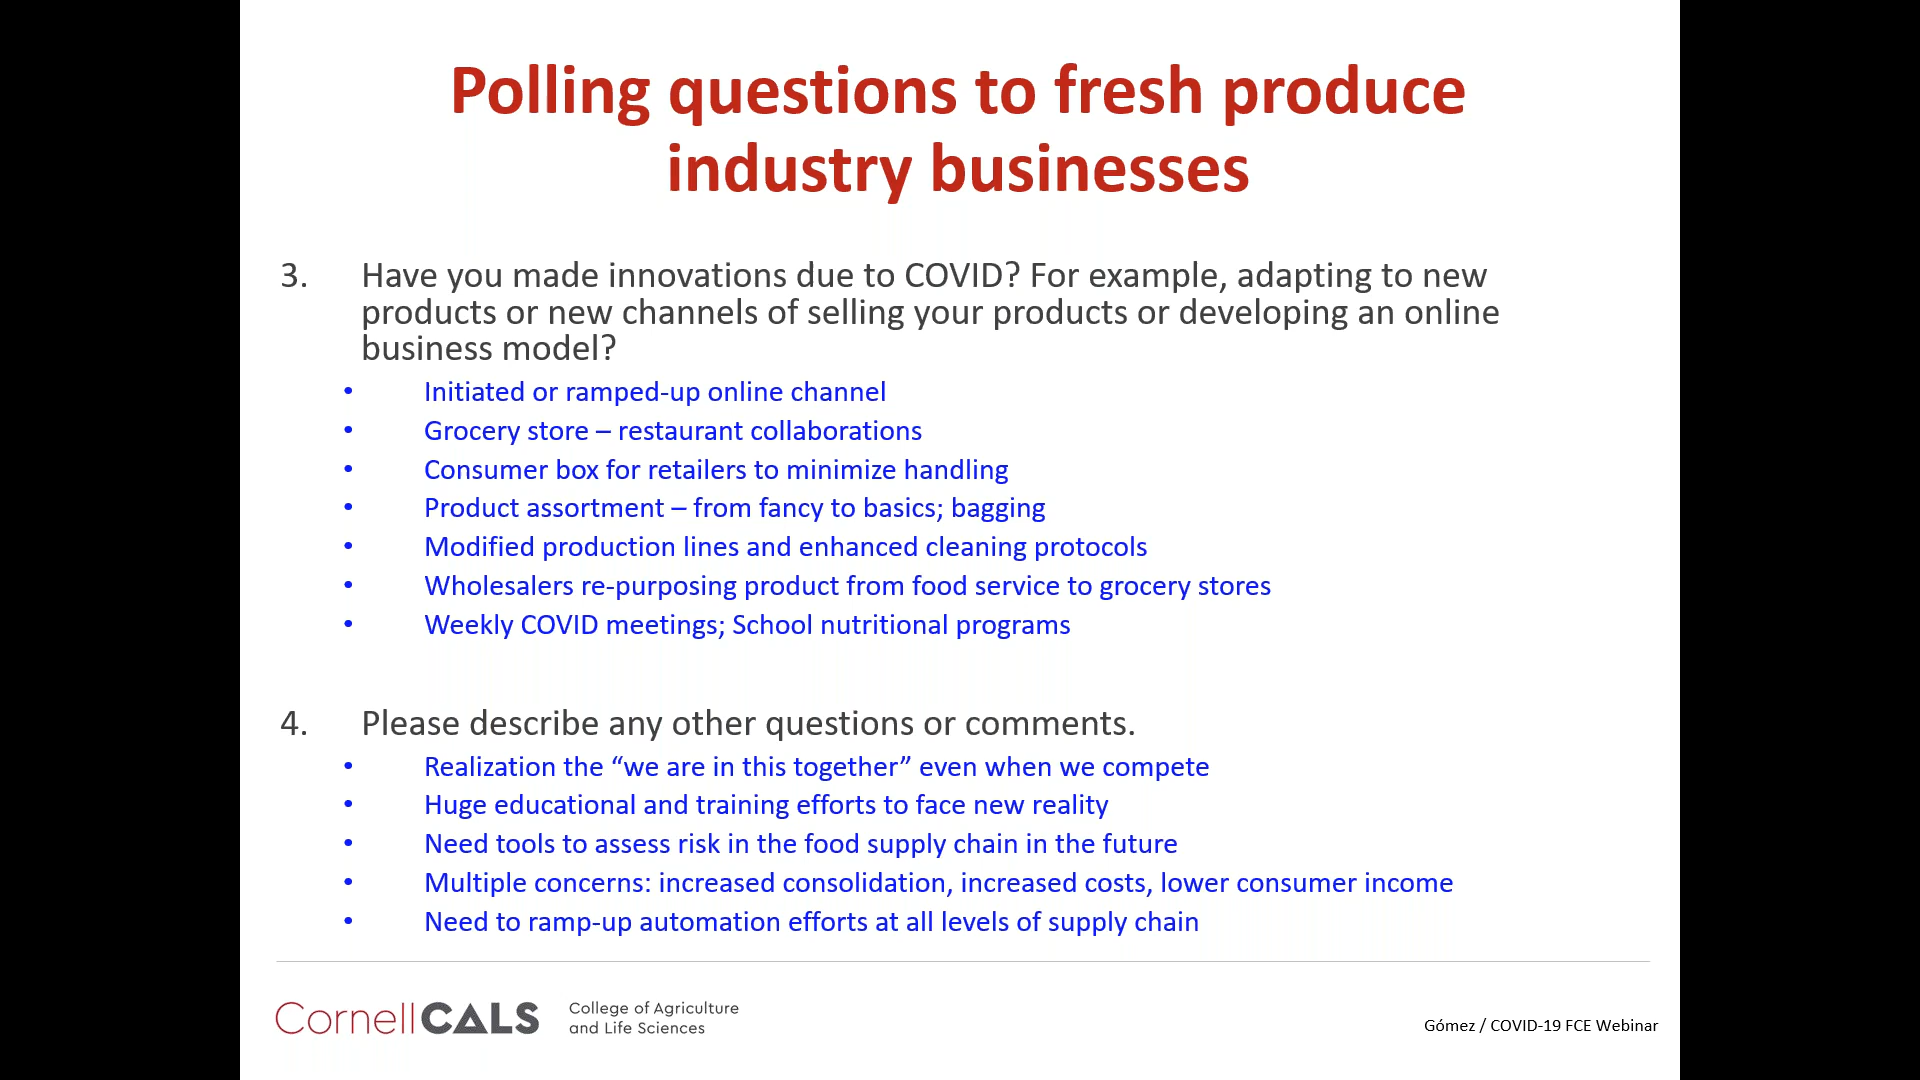 Polling questions to fresh produce
industry businesses
3. Have you made innovations due to COVID? For example, adapting to new
products or new channels of selling your products or developing an online
business model?
• Initiated or ramped-up online channel
• Grocery store – restaurant collaborations
• Consumer box for retailers to minimize handling
• Product assortment – from fancy to basics; bagging
• Modified production lines and enhanced cleaning protocols
• Wholesalers re-purposing product from food service to grocery stores
• Weekly COVID meetings; School nutritional programs
4. Please describe any other questions or comments.
• Realization the “we are in this together” even when we compete
• Huge educational and training efforts to face new reality
• Need tools to assess risk in the food supply chain in the future
• Multiple concerns: increased consolidation, increased costs, lower consumer income
• Need to ramp-up automation efforts at all levels of supply chain
CornellCALS
College of Agriculture
and Life Sciences
Gómez / COVID-19 FCE Webinar